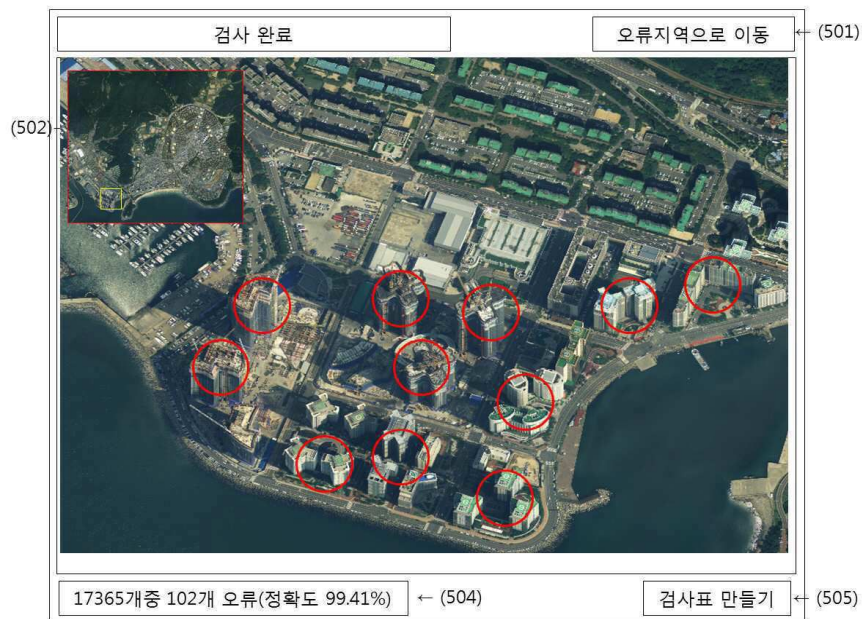 검사 완료
오류지역으로 이동
← (501)
(502)
17365개중 102개 오류(정확도 99.41%)
← (504)
검사표 만들기
← (505)